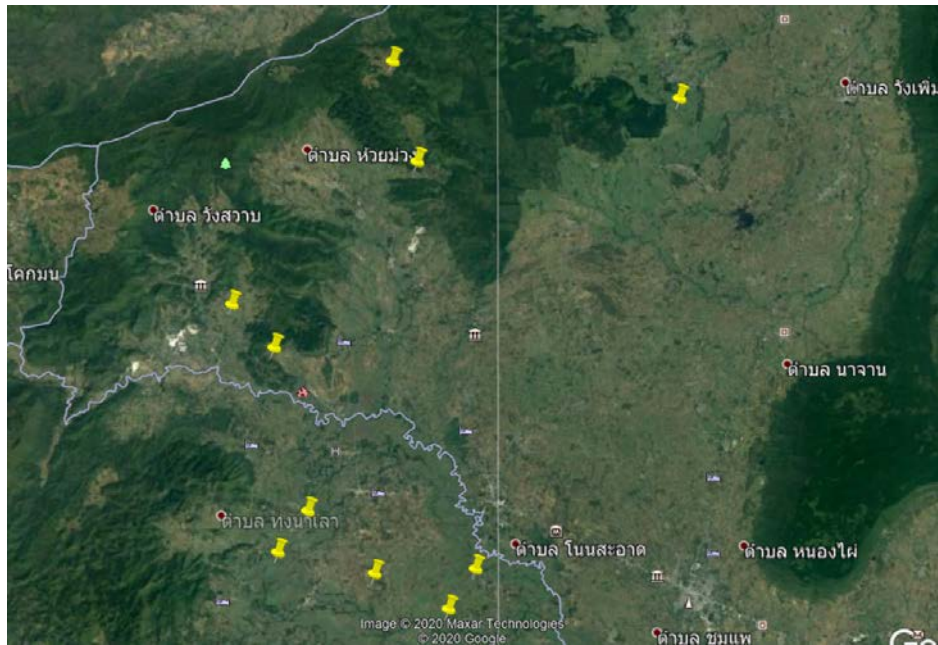 ตำบล วังเพิ่ม
ตำบล ห้วยม่วง
ตำบล วังสวาบ
โคกมน
ตำบล นาจาน
H
ตำบล ทุ่งนาเลา
ตำบล โนนสะอาด
ตำบล หนองไผ่
Image © 2020 Maxar Technologies
© 2020 Google
ตำบล ชุมแพ